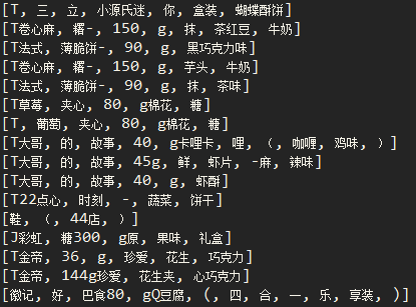 [T, 三, 立, 小源氏迷, 你, 盒装, 蝴蝶酥饼]
[T卷心麻, 糬-, 150, g, 抹, 茶红豆, 牛奶]
[T法式, 薄脆饼-, 90, g, 黑巧克力味]
[T卷心麻, 糬-, 150, g, 芋头, 牛奶]
[T法式, 薄脆饼-, 90, g, 抹, 茶味]
[T草莓, 夹心, 80, g棉花, 糖]
[T, 葡萄, 夹心, 80, g棉花, 糖]
[T大哥, 的, 故事, 40, g卡哩卡, 哩, (, 咖喱, 鸡味, )]
[T大哥, 的, 故事, 45g, 鲜, 虾片, -麻, 辣味]
[T大哥, 的, 故事, 40, g, 虾酥]
[T22点心, 时刻, -, 蔬菜, 饼干]
[鞋, (, 44店, )]
[J彩虹, 糖300, g原, 果味, 礼盒]
[T金帝, 36, g, 珍爱, 花生, 巧克力]
[T金帝, 144g珍爱, 花生夹, 心巧克力]
[徽记, 好, 巴食80, gQ豆腐, (, 四, 合, 一, 乐, 享装, )]